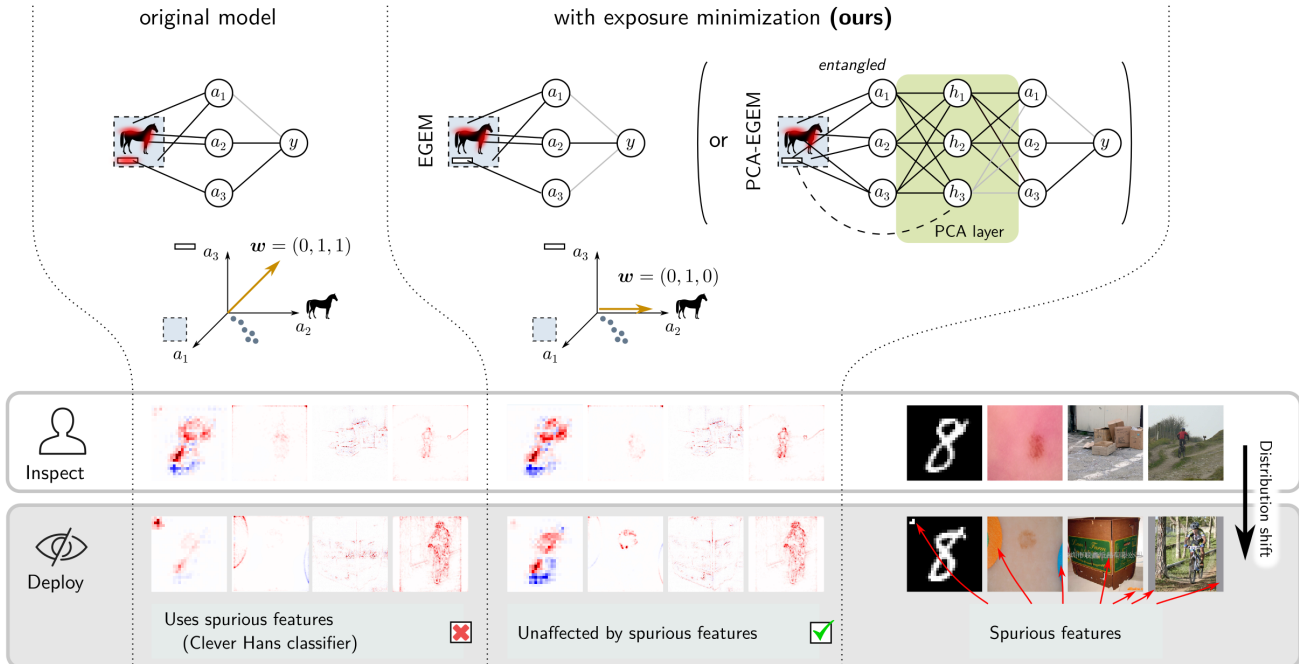 original model
with exposure minimization (ours)
a1
a2
a3
y
EGEM
a1
a2
a3
y
or
PCA-EGEM
entangled
a1
a2
a3
h1
h2
h3
a1
a2
a3
y
PCA layer
a3
w = (0, 1, 1)
a2
a1
a3
w = (0, 1, 0)
a2
a1
Inspect
Distribution shift
Deploy
Uses spurious features
(Clever Hans classifier)
Unaffected by spurious features
Spurious features